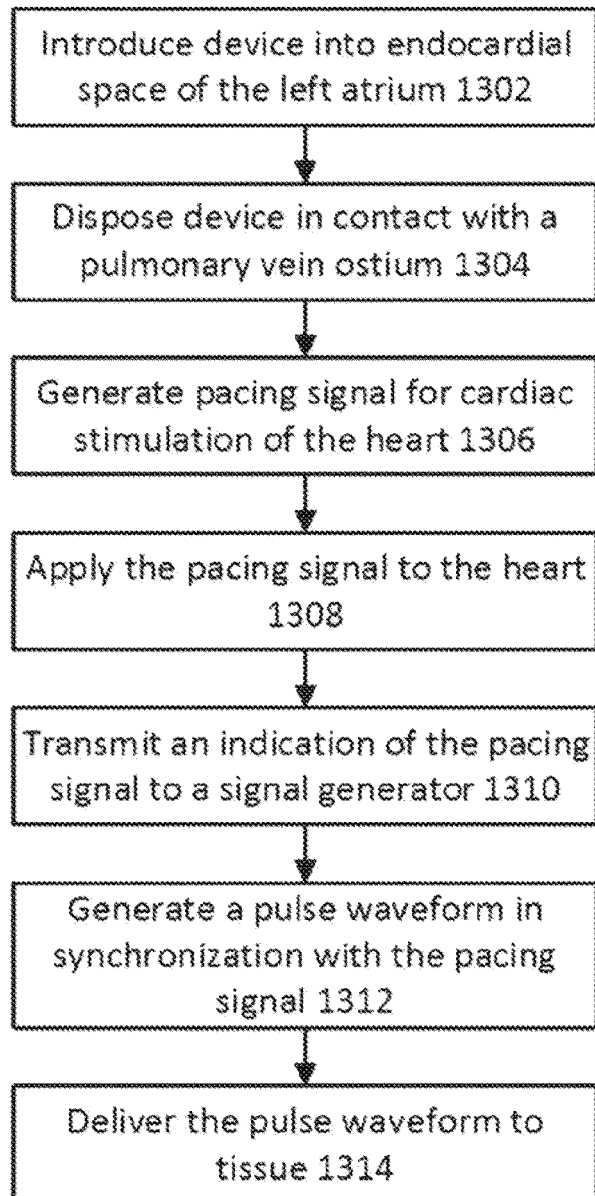 Introduce device into endocardial
space of the left atrium 1302
Dispose device in contact with a
pulmonary vein ostium 1304
Generate pacing signal for cardiac
stimulation of the heart 1306
Apply the pacing signal to the heart
1308
Transmit an indication of the pacing
signal to a signal generator 1310
Generate a pulse waveform in
synchronization with the pacing
signal 1312
Deliver the pulse waveform to
tissue 1314